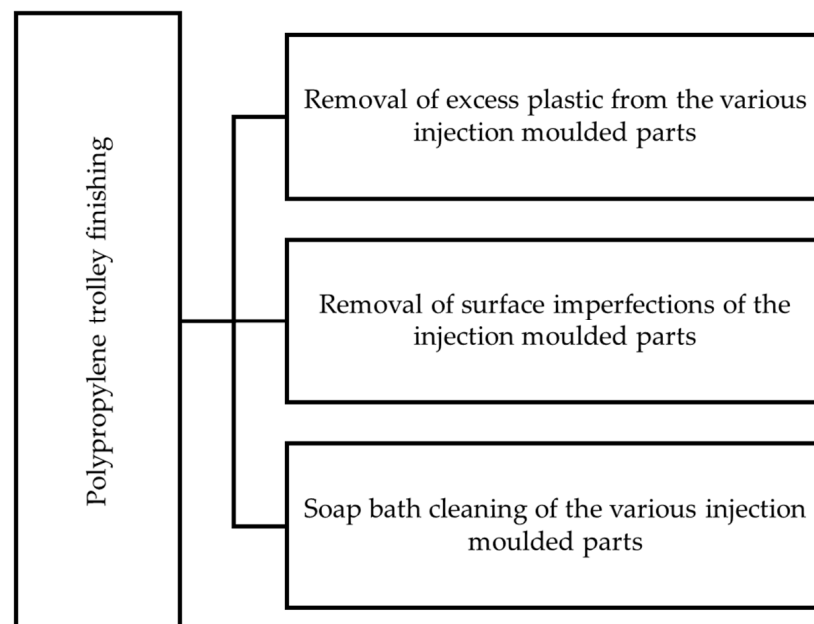 Polypropylene trolley finishing
Removal of excess plastic from the various
injection moulded parts
Removal of surface imperfections of the
injection moulded parts
Soap bath cleaning of the various injection
moulded parts